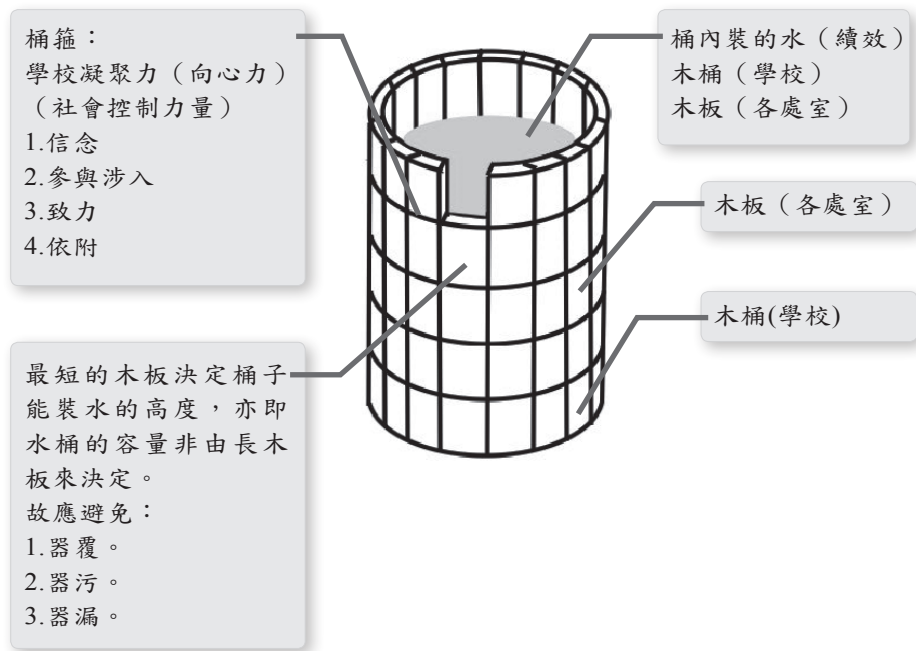 桶箍：
學校凝聚力（向心力）
（社會控制力量）
1.信念
2.參與涉入
3.致力
4.依附
桶內裝的水（績效）
木桶（學校）
木板（各處室）
木板（各處室）
木桶(學校)
最短的木板決定桶子
能裝水的高度，亦即
水桶的容量非由長木
板來決定。
故應避免：
1.器覆。
2.器污。
3.器漏。